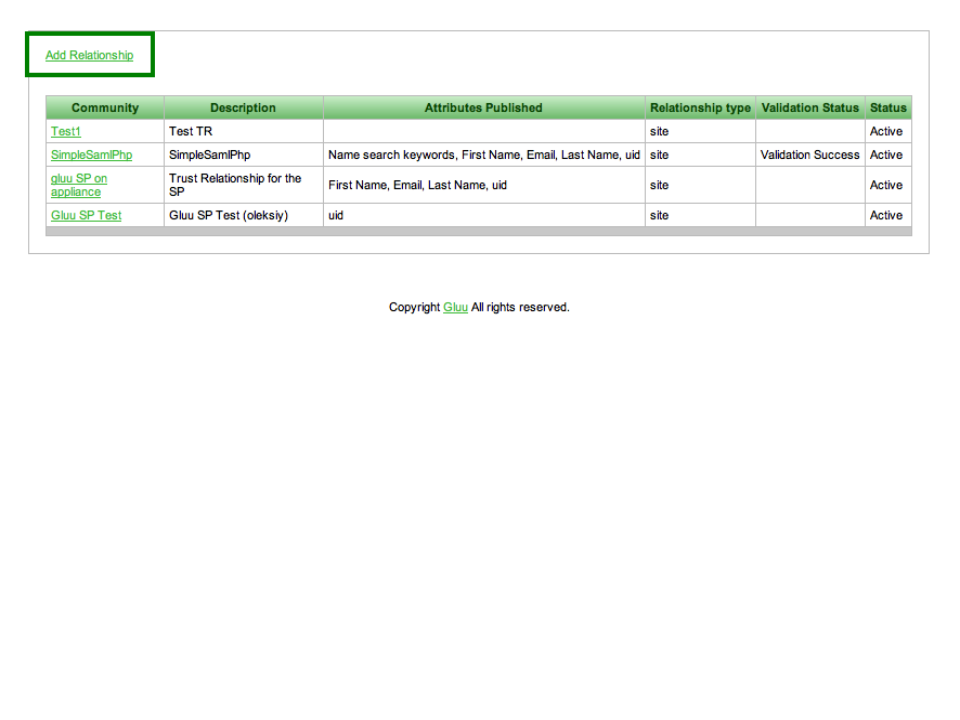 Add Relationship
Community Description Attributes Published Relationship type Validation Status Status
Test1 Test TR site Active
SimpleSamlPhp SimpleSamlPhp Name search keywords, First Name, Email, Last Name, uid site Validation Success Active
gluu SP on appliance Trust Relationship for the SP First Name, Email, Last Name, uid site Active
Gluu SP Test Gluu SP Test (oleksiy) uid site Active
Copyright Gluu All rights reserved.